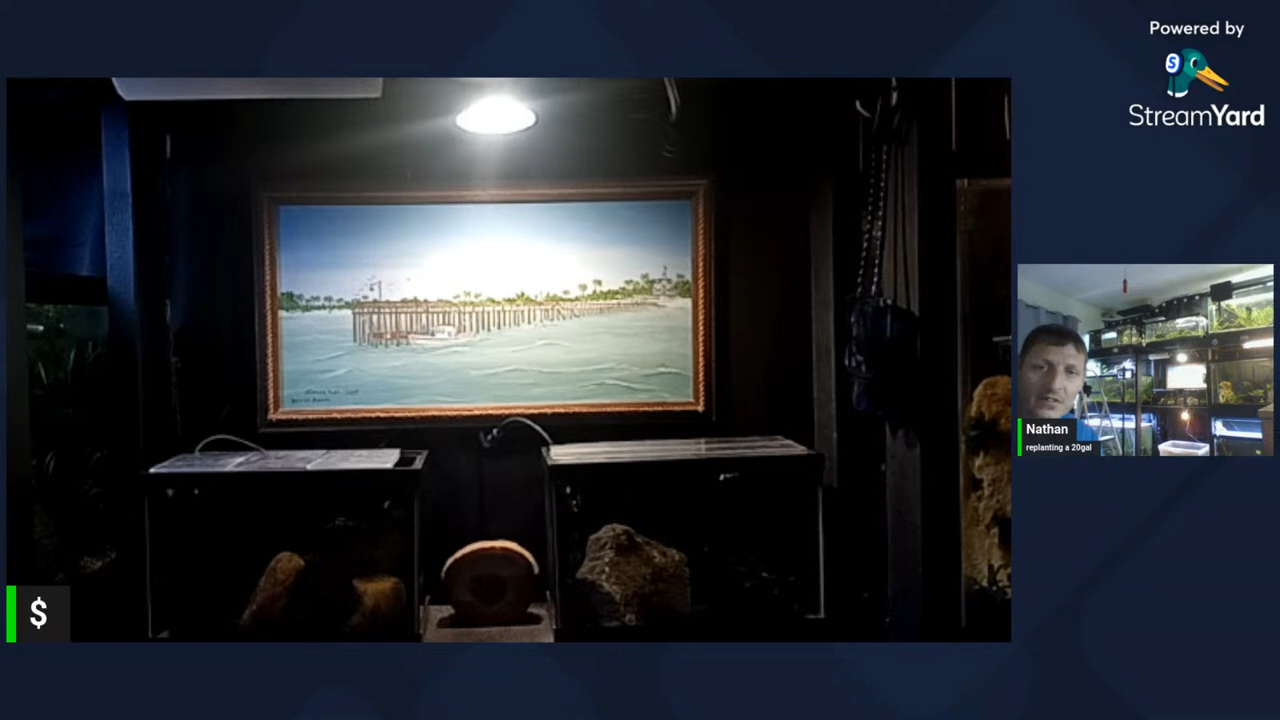 Powered by
StreamYard
$
Nathan
replanting a 20gal